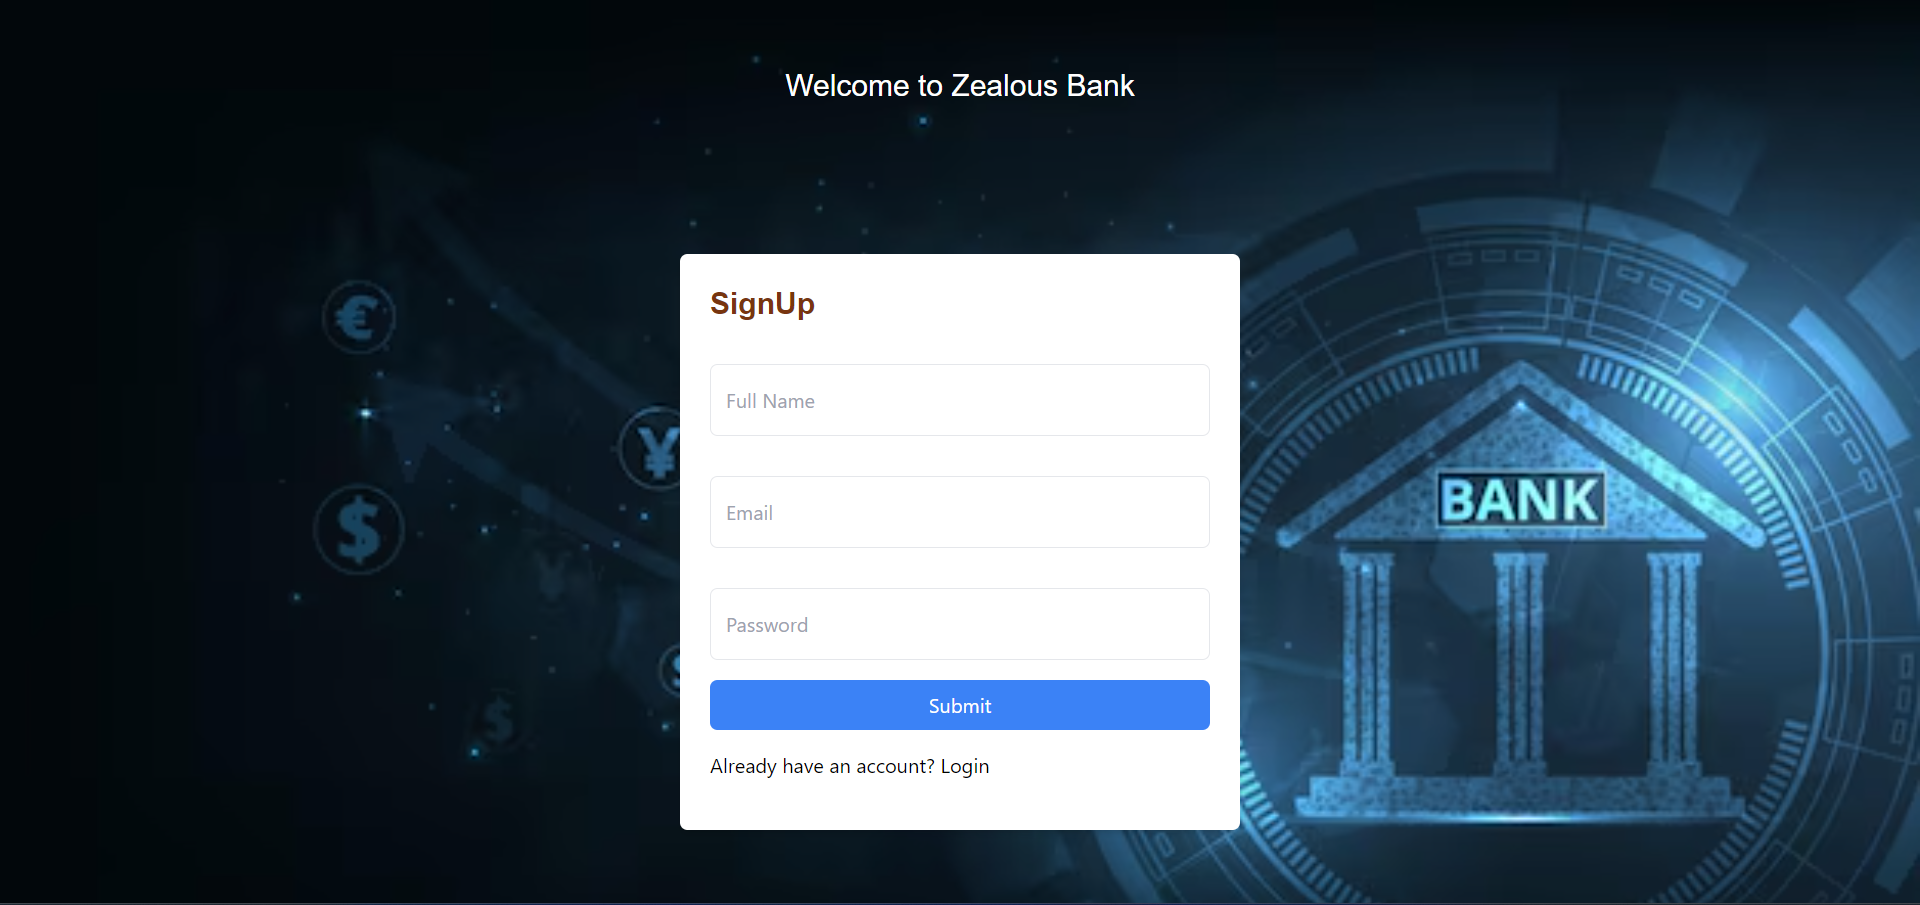 Welcome to Zealous Bank
SignUp
Full Name
Email
Password
Submit
Already have an account? Login
€
¥
$
$
BANK